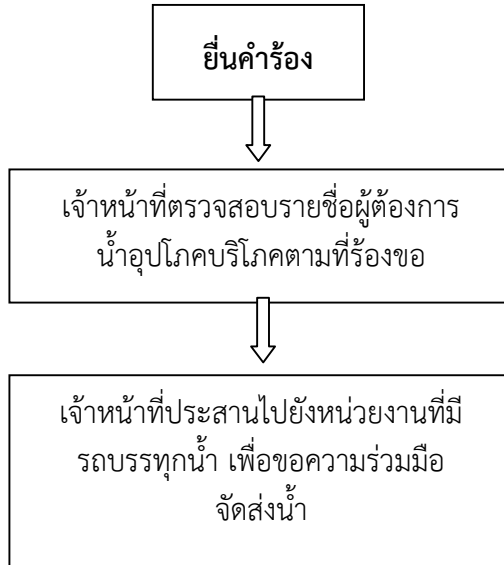 ยื่นคำร้อง
เจ้าหน้าที่ตรวจสอบรายชื่อผู้ต้องการ
น้ำอุปโภคบริโภคตามที่ร้องขอ
เจ้าหน้าที่ประสานไปยังหน่วยงานที่มี
รถบรรทุกน้ำ เพื่อขอความร่วมมือ
จัดส่งน้ำ